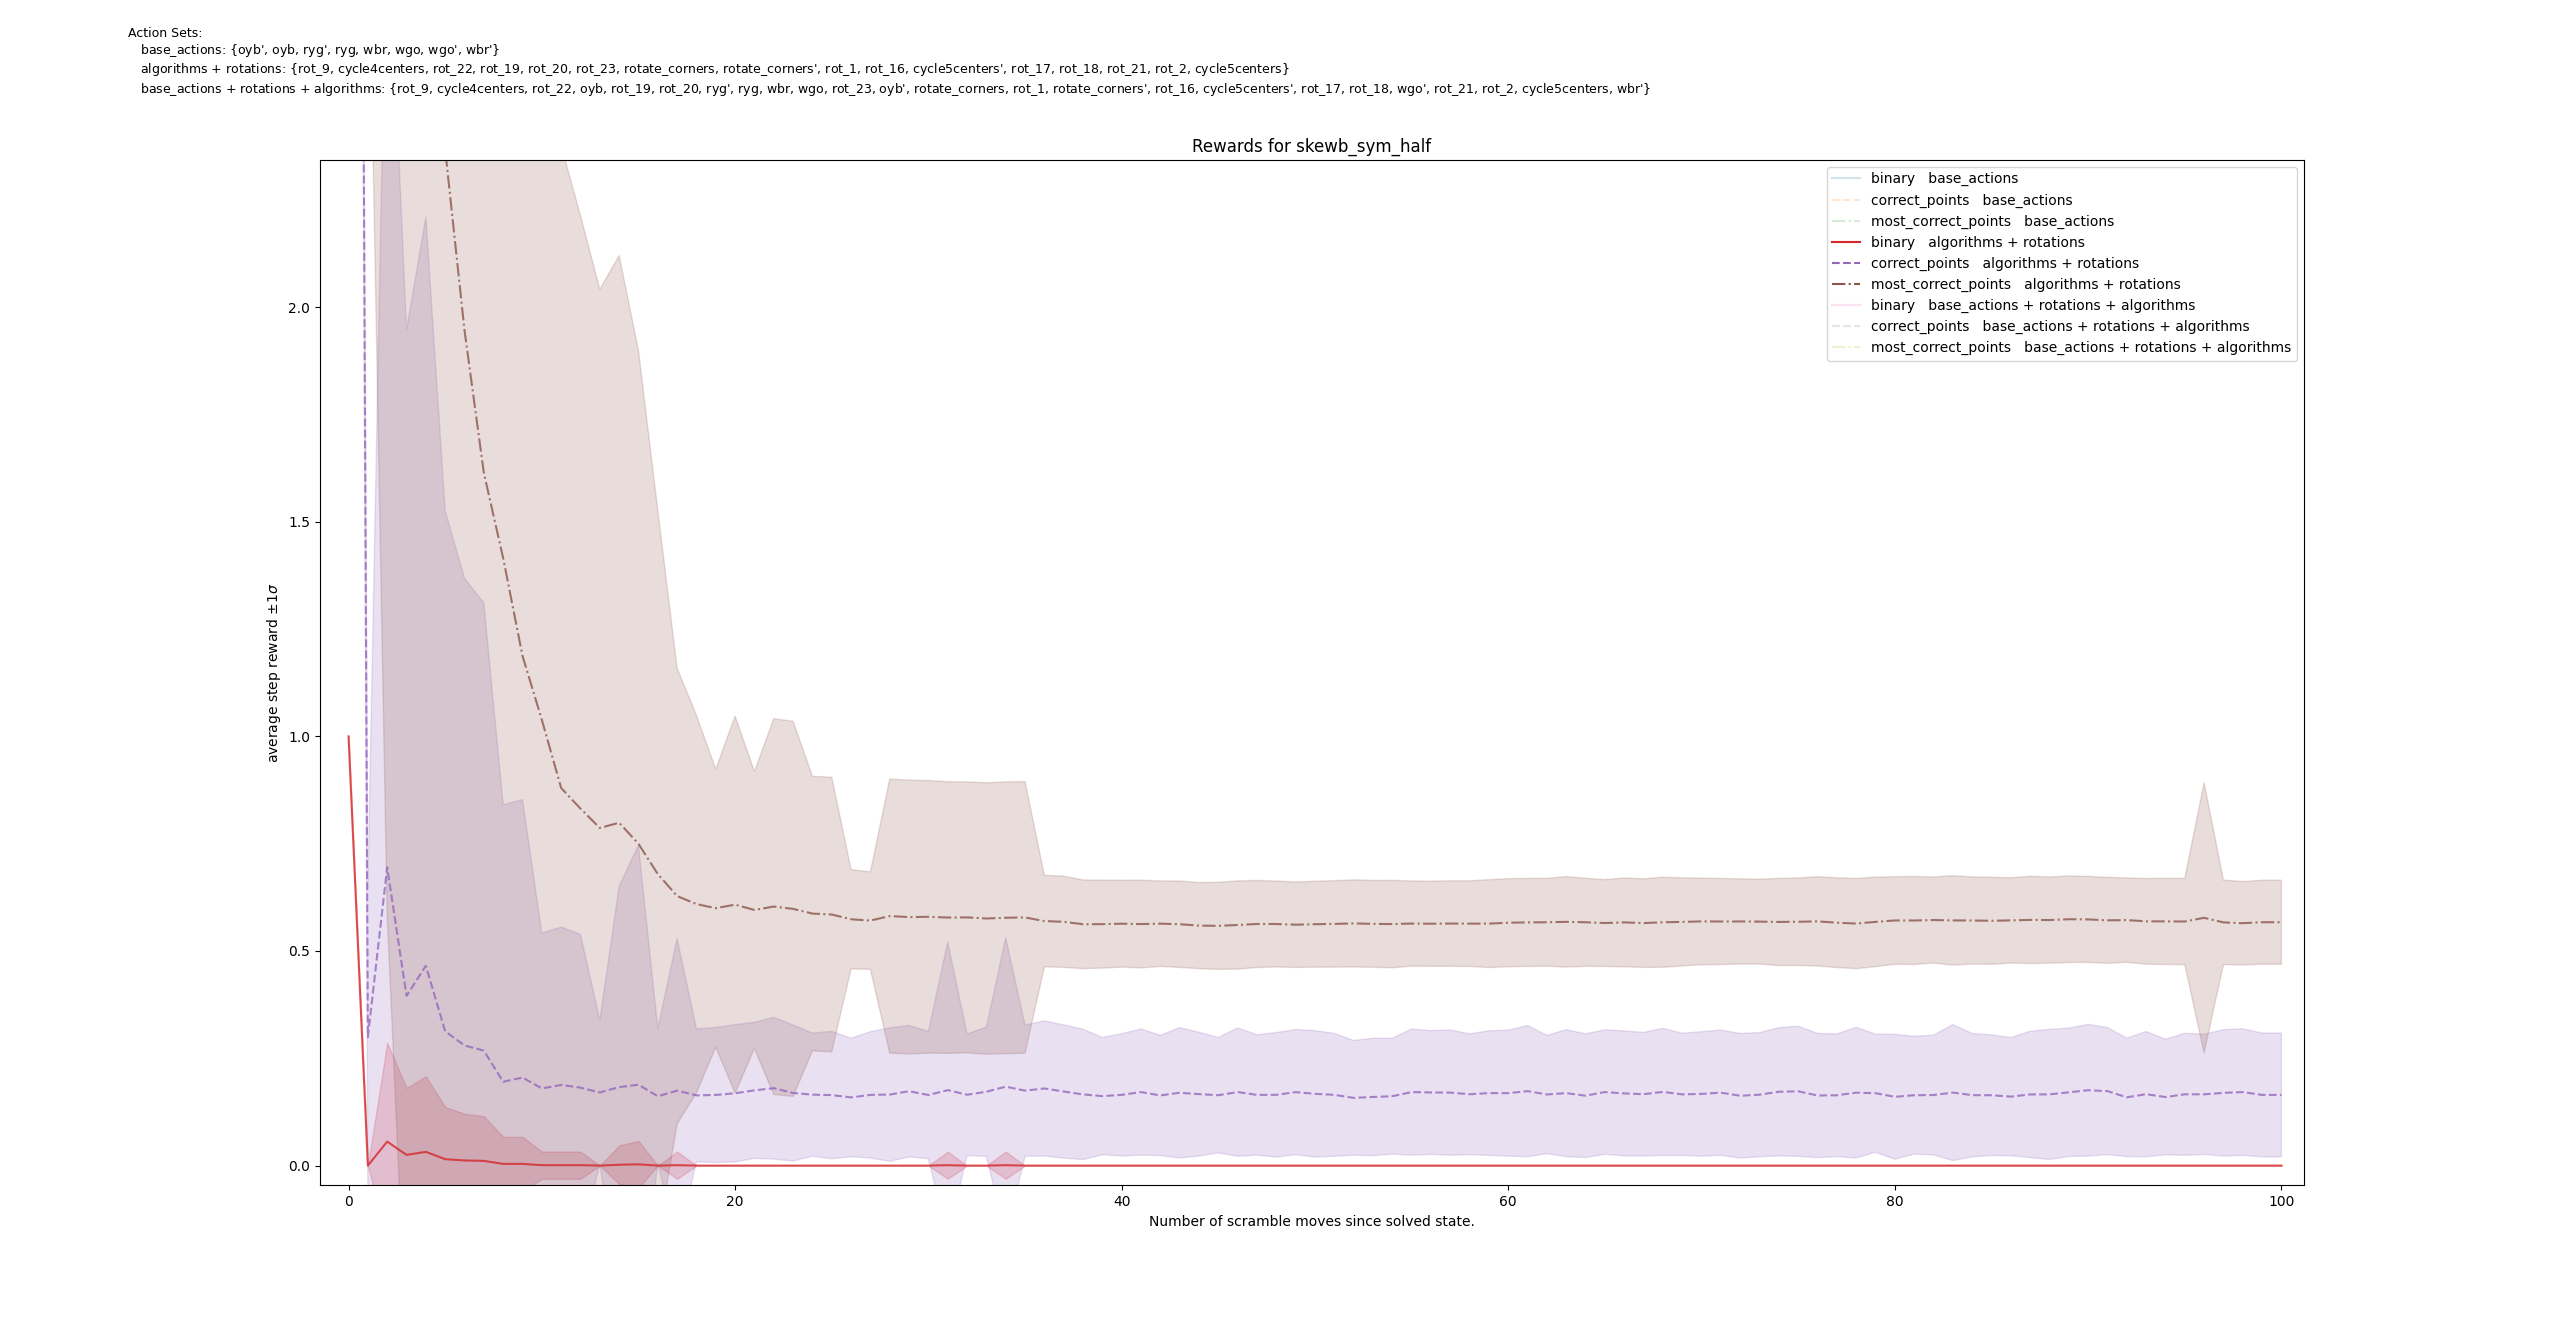 Action Sets:
base_actions: {oyb', oyb, ryg', ryg, wbr, wgo, wgo', wbr'}
algorithms + rotations: {rot_9, cycle4centers, rot_22, rot_19, rot_20, rot_23, rotate_corners, rotate_corners', rot_1, rot_16, cycle5centers', rot_17, rot_18, rot_21, rot_2, cycle5centers}
base_actions + rotations + algorithms: {rot_9, cycle4centers, rot_22, oyb, rot_19, rot_20, ryg', ryg, wbr, wgo, rot_23, oyb', rotate_corners, rot_1, rotate_corners', rot_16, cycle5centers', rot_17, rot_18, wgo', rot_21, rot_2, cycle5centers, wbr'}
Rewards for skewb_sym_half
binary   base_actions
correct_points   base_actions
most_correct_points   base_actions
binary   algorithms + rotations
correct_points   algorithms + rotations
most_correct_points   algorithms + rotations
binary   base_actions + rotations + algorithms
correct_points   base_actions + rotations + algorithms
most_correct_points   base_actions + rotations + algorithms
average step reward ±1σ
2.0
1.5
1.0
0.5
0.0
0
20
40
60
80
100
Number of scramble moves since solved state.